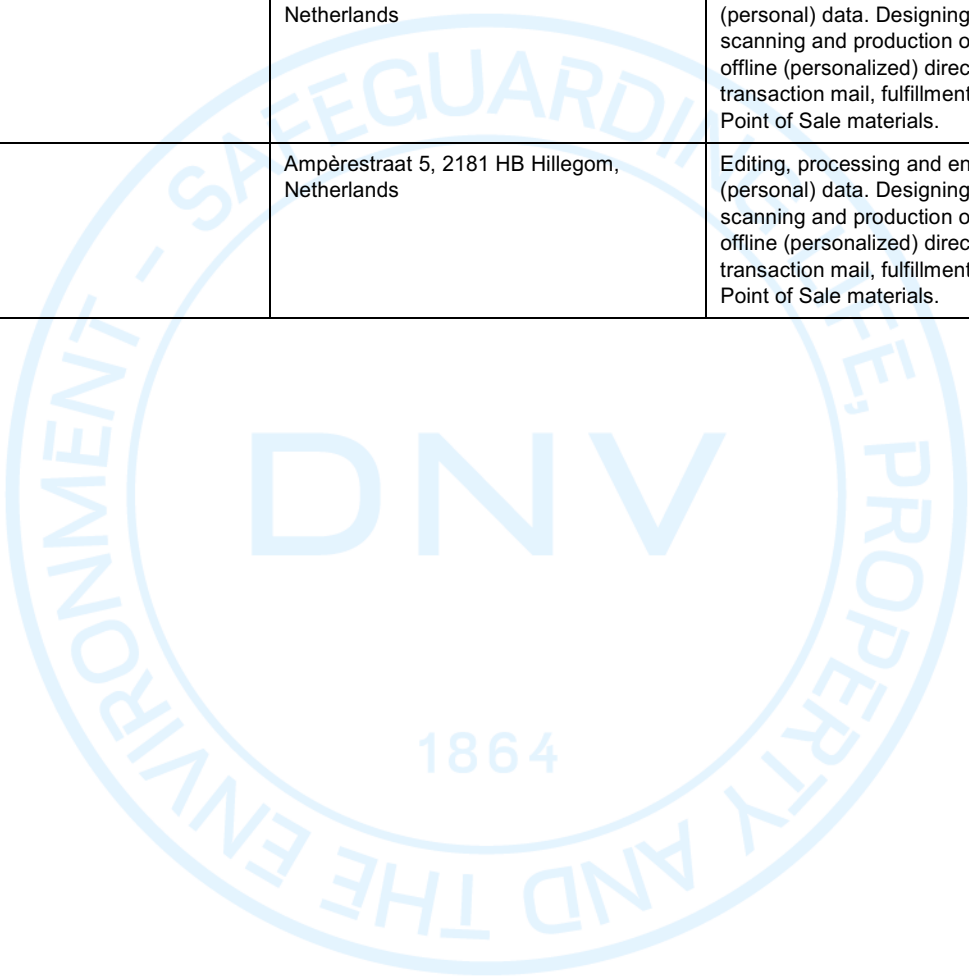 Netherlands
(personal) data. Designing
scanning and production o
offline (personalized) direc
transaction mail, fulfillment
Point of Sale materials.
Ampèrestraat 5, 2181 HB Hillegom,
Netherlands
Editing, processing and en
(personal) data. Designing
scanning and production o
offline (personalized) direc
transaction mail, fulfillment
Point of Sale materials.
SAFEGUARDING LIFE, PROPERTY AND THE ENVIRONMENT -
DNV
1864